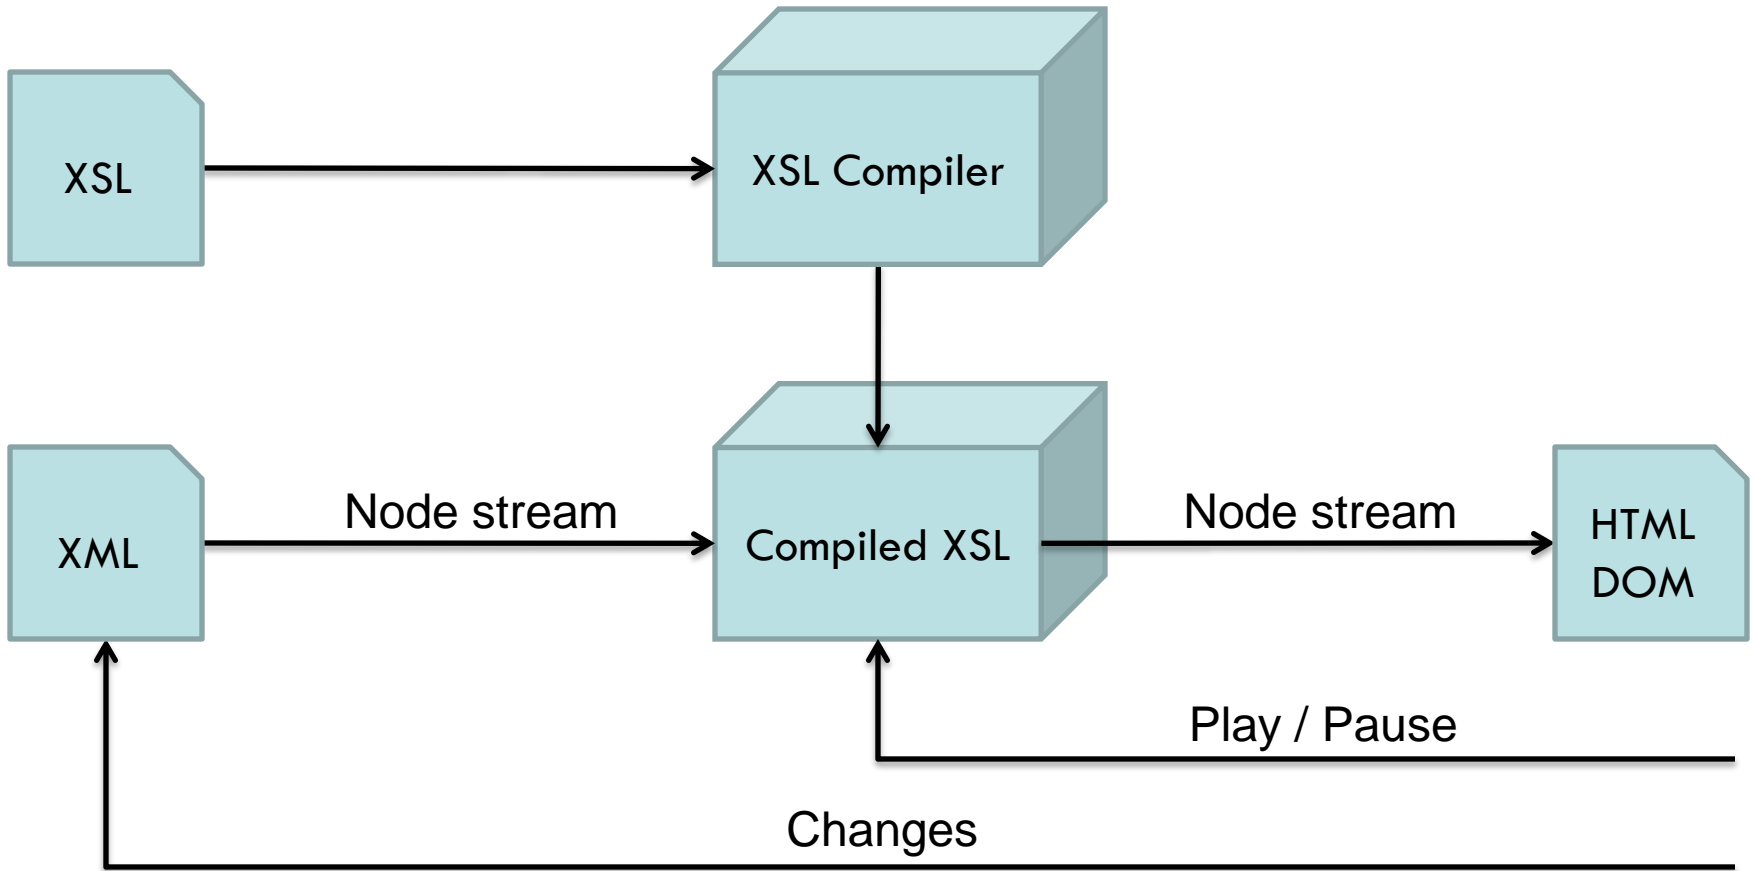 XSL
XSL Compiler
Node stream
Node stream
XML
Compiled XSL
HTML
DOM
Play / Pause
Changes